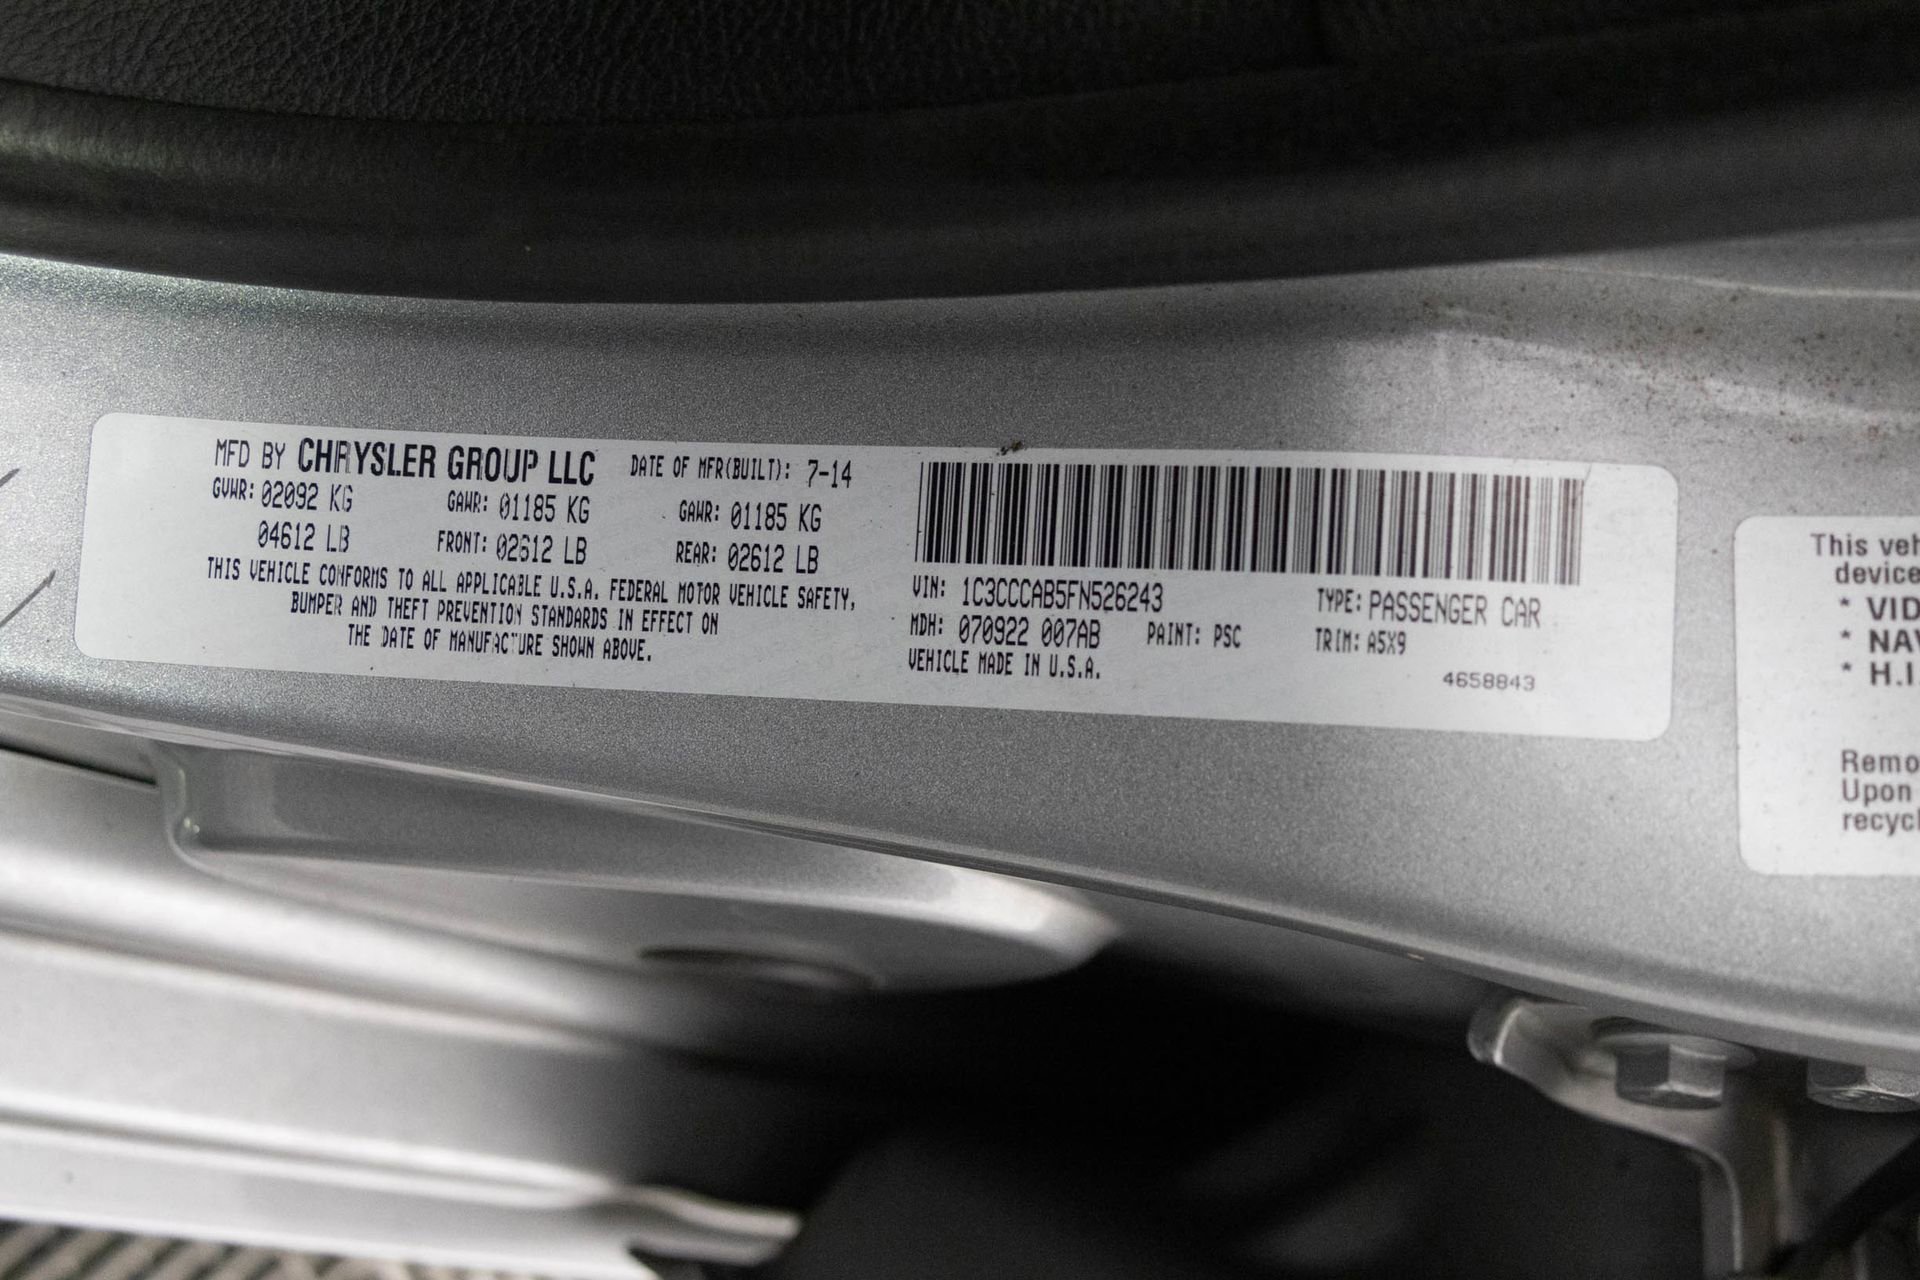 MFD BY CHRYSLER GROUP LLC DATE OF MFR(BUILT): 7-14
GVWR: 02092 KG GAWR: 01185 KG GAWR: 01185 KG
04612 LB FRONT: 02612 LB REAR: 02612 LB
THIS VEHICLE CONFORMS TO ALL APPLICABLE U.S.A. FEDERAL MOTOR VEHICLE SAFETY,
BUMPER AND THEFT PREVENTION STANDARDS IN EFFECT ON
THE DATE OF MANUFACTURE SHOWN ABOVE.
VIN: 1C3CCCAB5FN526243 TYPE: PASSENGER CAR
MDH: 070922 007AB PAINT: PSC TRIM: A5X9
VEHICLE MADE IN U.S.A.
4658843
This veh
device
* VID
* NAV
* H.I.
Remo
Upon
recycl